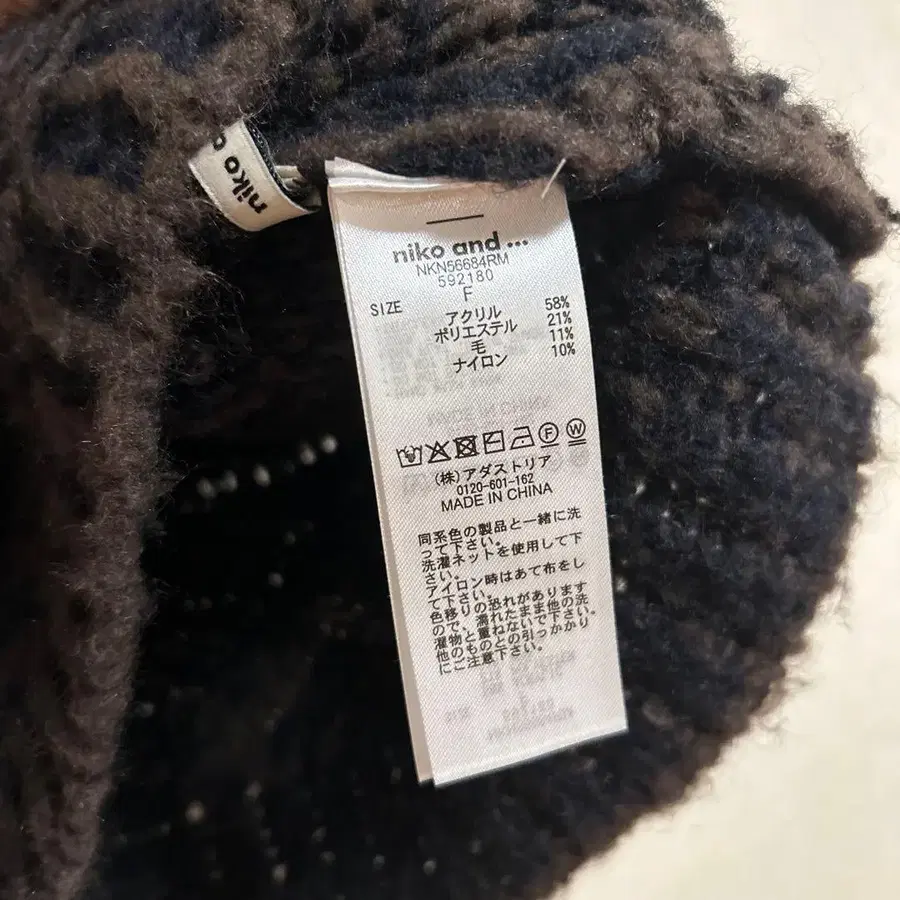 niko a
niko and ...
NKN56684RM
592180
SIZE F
アクリル 58%
ポリエステル 21%
毛 11%
ナイロン 10%
(株)アダストリア
0120-601-162
MADE IN CHINA
同系色の製品と一緒に洗
って下さい。
洗濯ネットを使用して下
さい。
アイロン時はあて布をし
て下さい。
色移りの恐れがあります
ので、濡れたまま他の洗
濯物と重ねないで下さい。
他のものとの引っかかり
にご注意下さい。